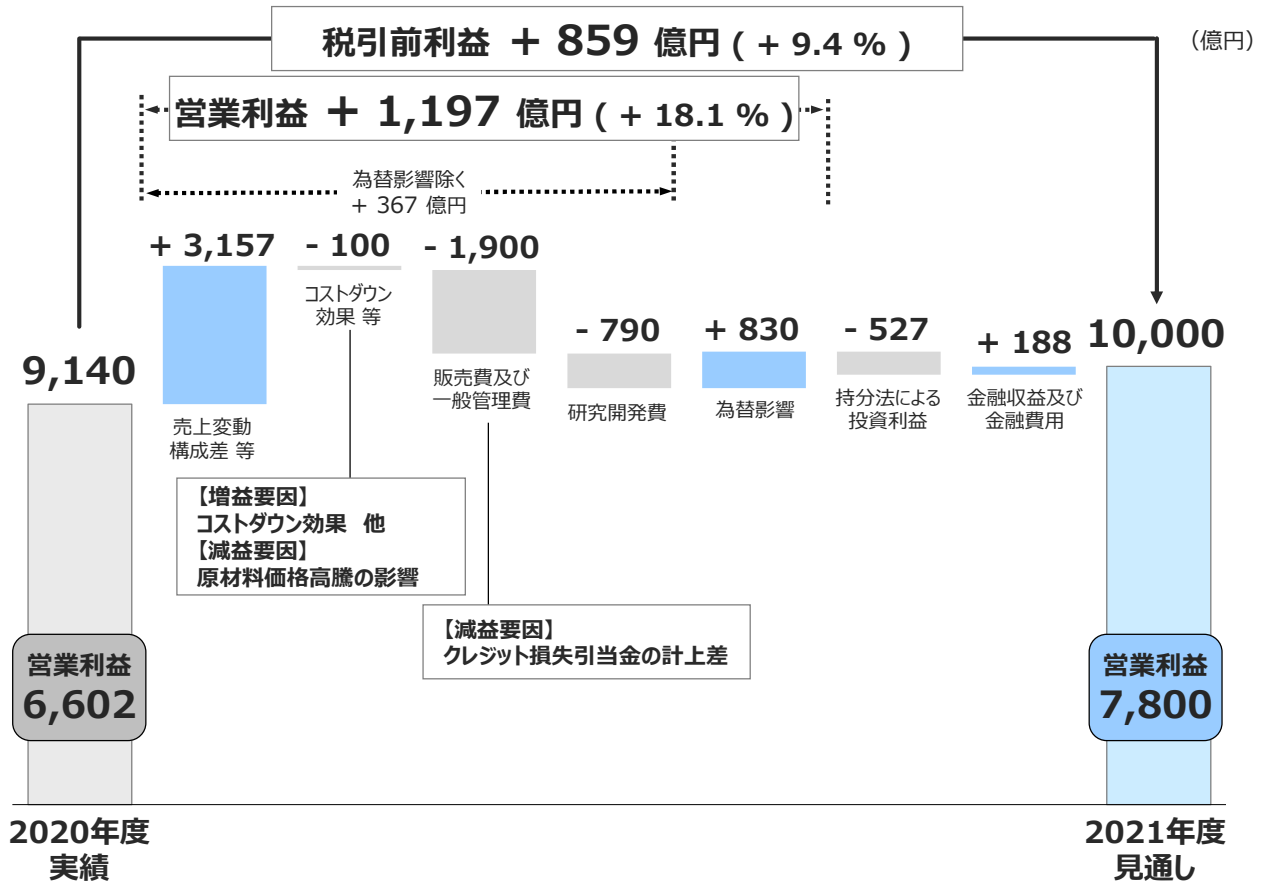 税引前利益 + 859 億円 ( + 9.4 % )
(億円)
営業利益 + 1,197 億円 ( + 18.1 % )
為替影響除く
+ 367 億円
9,140
+ 3,157
売上変動
構成差 等
- 100
コストダウン
効果 等
- 1,900
販売費及び
一般管理費
- 790
研究開発費
+ 830
為替影響
- 527
持分法による
投資利益
+ 188
金融収益及び
金融費用
10,000
【増益要因】
コストダウン効果 他
【減益要因】
原材料価格高騰の影響
【減益要因】
クレジット損失引当金の計上差
営業利益
6,602
営業利益
7,800
2020年度
実績
2021年度
見通し